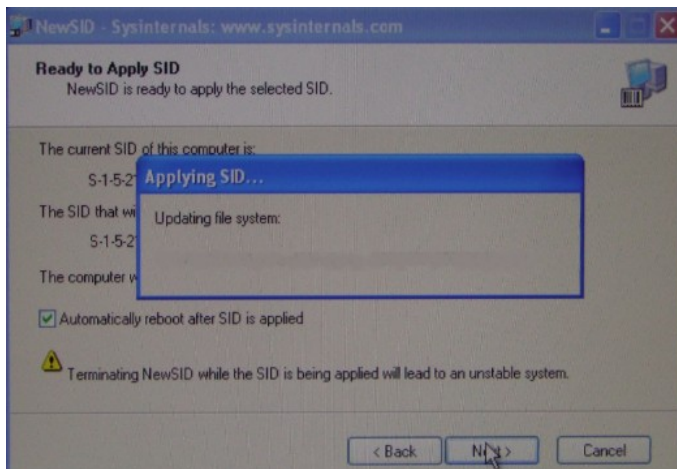 NewSID - Sysinternals: www.sysinternals.com
Ready to Apply SID
NewSID is ready to apply the selected SID.
The current SID of this computer is:
S-1-5-2
Applying SID...
The SID that wi
Updating file system:
S-1-5-2
The computer w
Automatically reboot after SID is applied
Terminating NewSID while the SID is being applied will lead to an unstable system.
< Back
Next >
Cancel